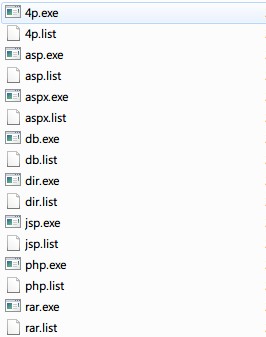 4p.exe
4p.list
asp.exe
asp.list
aspx.exe
aspx.list
db.exe
db.list
dir.exe
dir.list
jsp.exe
jsp.list
php.exe
php.list
rar.exe
rar.list